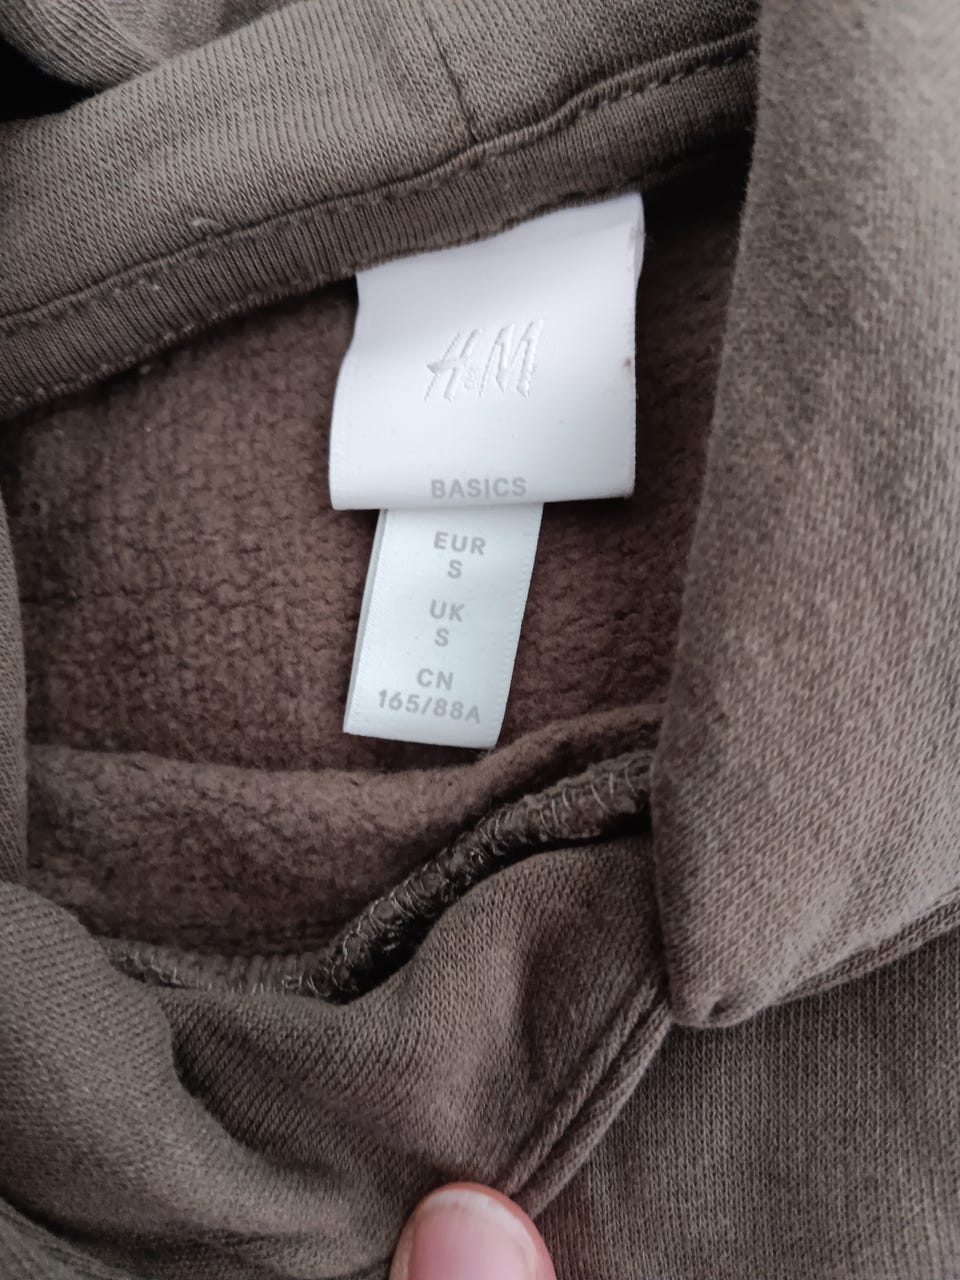 H&M
BASICS
EUR
S
UK
S
CN
165/88A